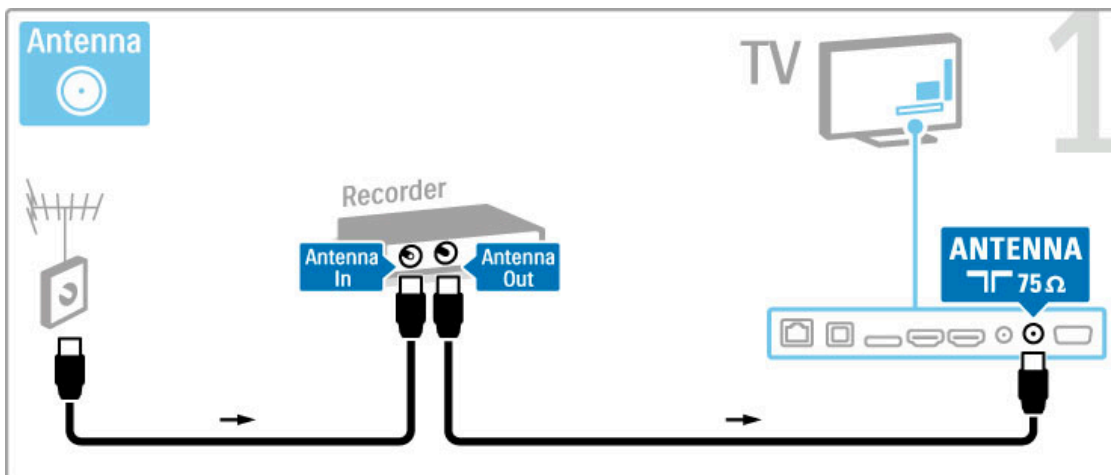 Antenna
TV
1
Recorder
Antenna
In
Antenna
Out
ANTENNA
75 Ω